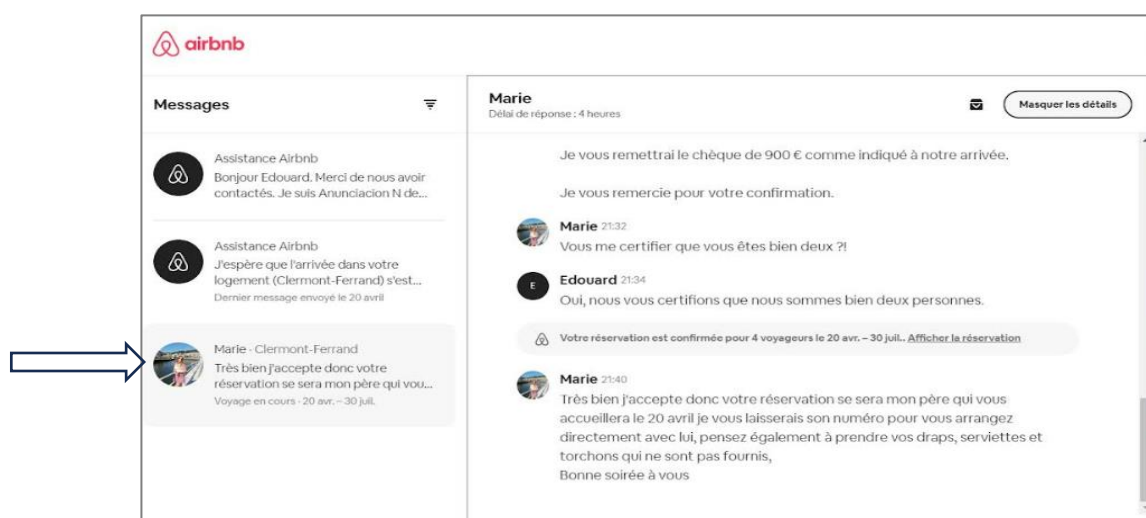 airbnb
Messages
Assistance Airbnb
Bonjour Edouard. Merci de nous avoir
contactés. Je suis Anunciacion N de...
Assistance Airbnb
J'espère que l'arrivée dans votre
logement (Clermont-Ferrand) s'est...
Dernier message envoyé le 20 avril
Marie · Clermont-Ferrand
Très bien j'accepte donc votre
réservation se sera mon père qui vou...
Voyage en cours · 20 avr. – 30 juil.
Marie
Délai de réponse : 4 heures
Masquer les détails
Je vous remettrai le chèque de 900 € comme indiqué à notre arrivée.
Je vous remercie pour votre confirmation.
Marie 21:32
Vous me certifier que vous êtes bien deux ?!
E
Edouard 21:34
Oui, nous vous certifions que nous sommes bien deux personnes.
Votre réservation est confirmée pour 4 voyageurs le 20 avr. – 30 juil.. Afficher la réservation
Marie 21:40
Très bien j'accepte donc votre réservation se sera mon père qui vous
accueillera le 20 avril je vous laisserais son numéro pour vous arrangez
directement avec lui, pensez également à prendre vos draps, serviettes et
torchons qui ne sont pas fournis,
Bonne soirée à vous